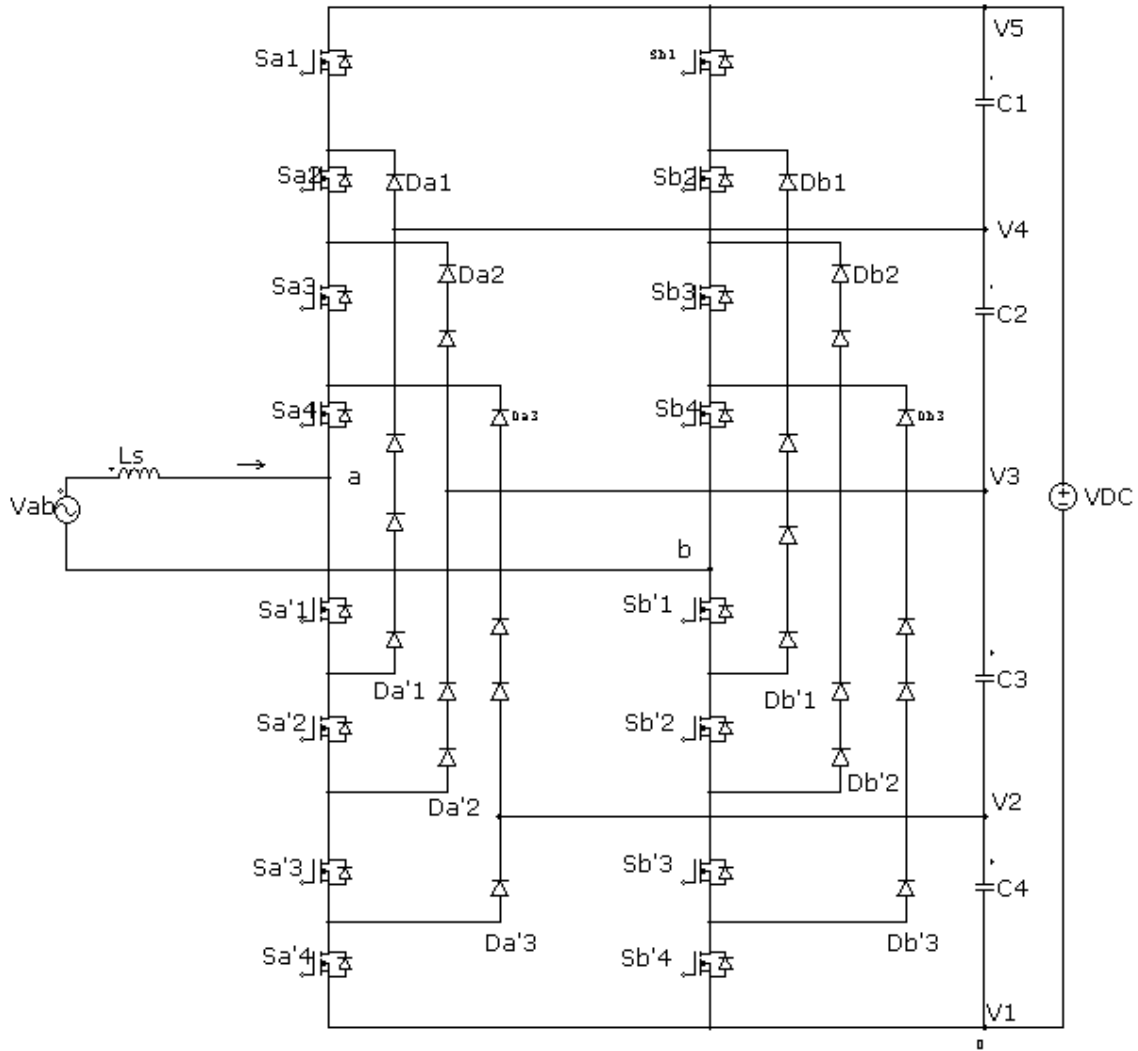 V5
Sa1
Sb1
C1
Sa2
Da1
Sb2
Db1
V4
Sa3
Da2
Sb3
Db2
C2
Sa4
Da3
Sb4
Db3
Ls
a
V3
Vab
VDC
b
Sa'1
Sb'1
Da'1
Db'1
C3
Sa'2
Sb'2
Da'2
Db'2
V2
Sa'3
Sb'3
C4
Da'3
Db'3
Sa'4
Sb'4
V1
0